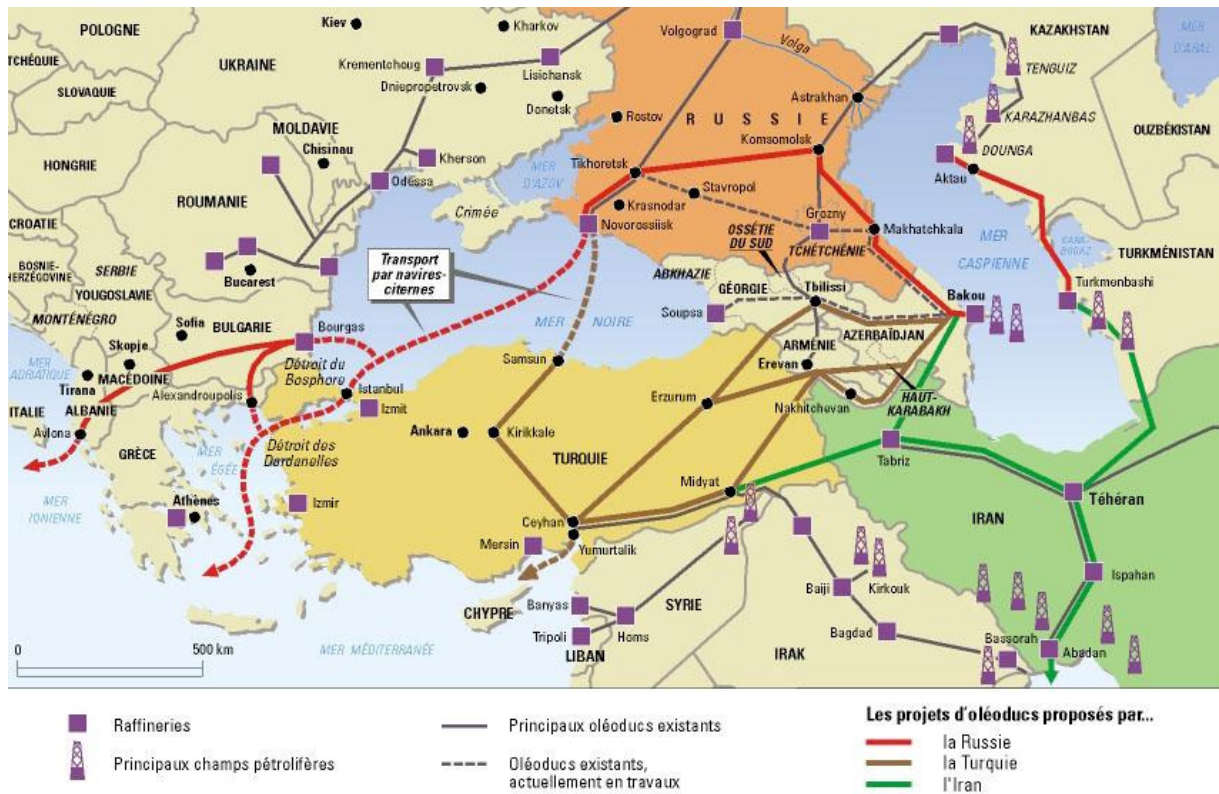 POLOGNE
Kiev
Kharkov
Volgograd
Volga
KAZAKHSTAN
MER
D'ARAL
TCHÉQUIE
UKRAINE
Krementchoug
Lisichansk
TENGUIZ
SLOVAQUIE
Dniepropetrovsk
Donetsk
Astrakhan
KARAZHANBAS
MOLDAVIE
Rostov
RUSSIE
OUZBÉKISTAN
HONGRIE
Chisinau
Kherson
MER
D'AZOV
Komsomolsk
DOUNGA
Odessa
Tikhoretsk
Aktau
ROUMANIE
Stavropol
Crimée
Krasnodar
Grozny
CROATIE
Novorossiisk
OSSÉTIE
DU SUD
TCHÉTCHÉNIE
Makhatchkala
MER
CASPIENNE
KARA-
BOGAZ
TURKMÉNISTAN
BOSNIE-
HERZÉGOVINE
SERBIE
Bucarest
Transport
par navires-
citernes
ABKHAZIE
GÉORGIE
Tbilissi
Turkmenbashi
YOUGOSLAVIE
Soupsa
Bakou
MONTÉNÉGRO
Sofia
BULGARIE
Bourgas
MER NOIRE
AZERBAÏDJAN
ARMÉNIE
MER
ADRIATIQUE
Skopje
Détroit du
Bosphore
Samsun
Erevan
Tirana
MACÉDOINE
Istanbul
ITALIE
ALBANIE
Alexandroupolis
Izmit
Erzurum
Nakhitchevan
HAUT-
KARABAKH
Avlona
Ankara
Kirikkale
GRÈCE
MER
ÉGÉE
Détroit des
Dardanelles
TURQUIE
Tabriz
MER
IONIENNE
Athènes
Izmir
Midyat
Téhéran
Ceyhan
IRAN
Mersin
Yumurtalik
Ispahan
Baiji
Kirkouk
CHYPRE
Banyas
SYRIE
Tripoli
Homs
Bagdad
Bassorah
Abadan
0
500 km
MER MÉDITERRANÉE
LIBAN
IRAK
Raffineries
Principaux champs pétrolifères
Principaux oléoducs existants
Oléoducs existants,
actuellement en travaux
Les projets d'oléoducs proposés par...
la Russie
la Turquie
l'Iran